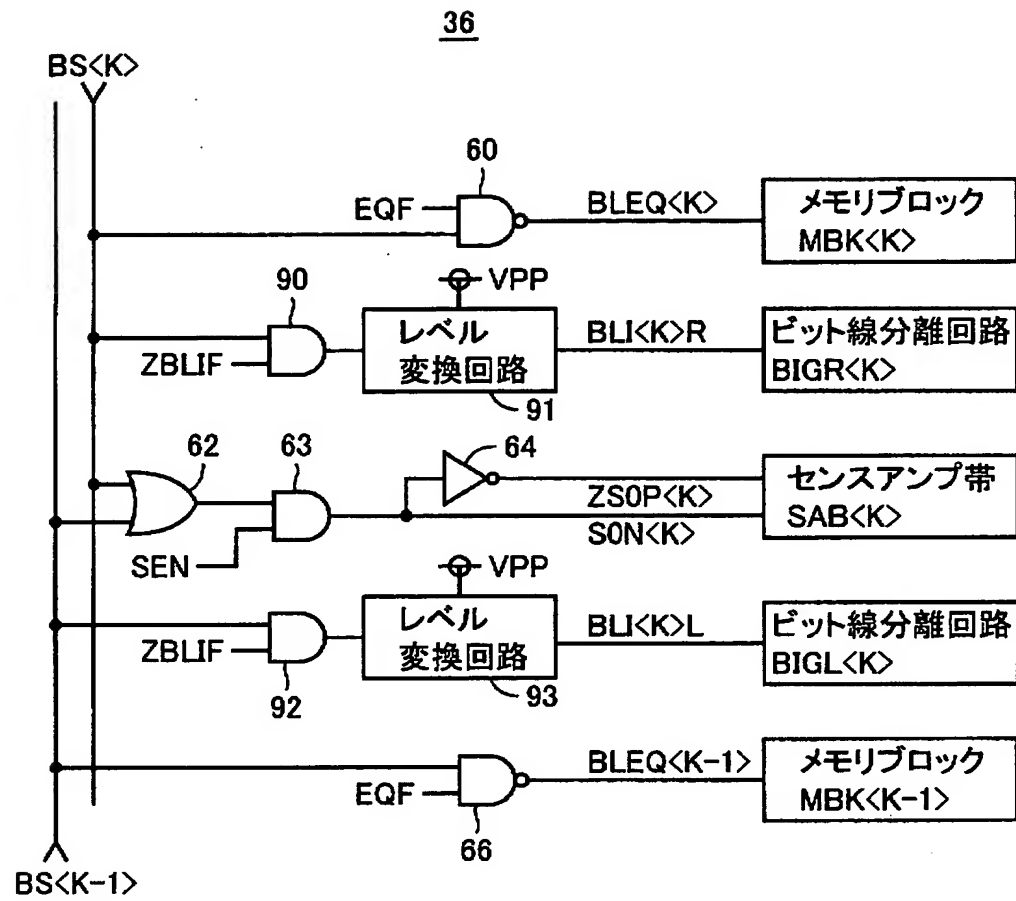 36
BS<K>
60
EQF
BLEQ<K>
メモリブロック
MBK<K>
90
VPP
ZBLIF
レベル
変換回路
BLI<K>R
ビット線分離回路
BIGR<K>
91
62
63
64
SEN
ZSOP<K>
SON<K>
センスアンプ帯
SAB<K>
VPP
ZBLIF
レベル
変換回路
BLI<K>L
ビット線分離回路
BIGL<K>
92
93
EQF
BLEQ<K-1>
メモリブロック
MBK<K-1>
66
BS<K-1>